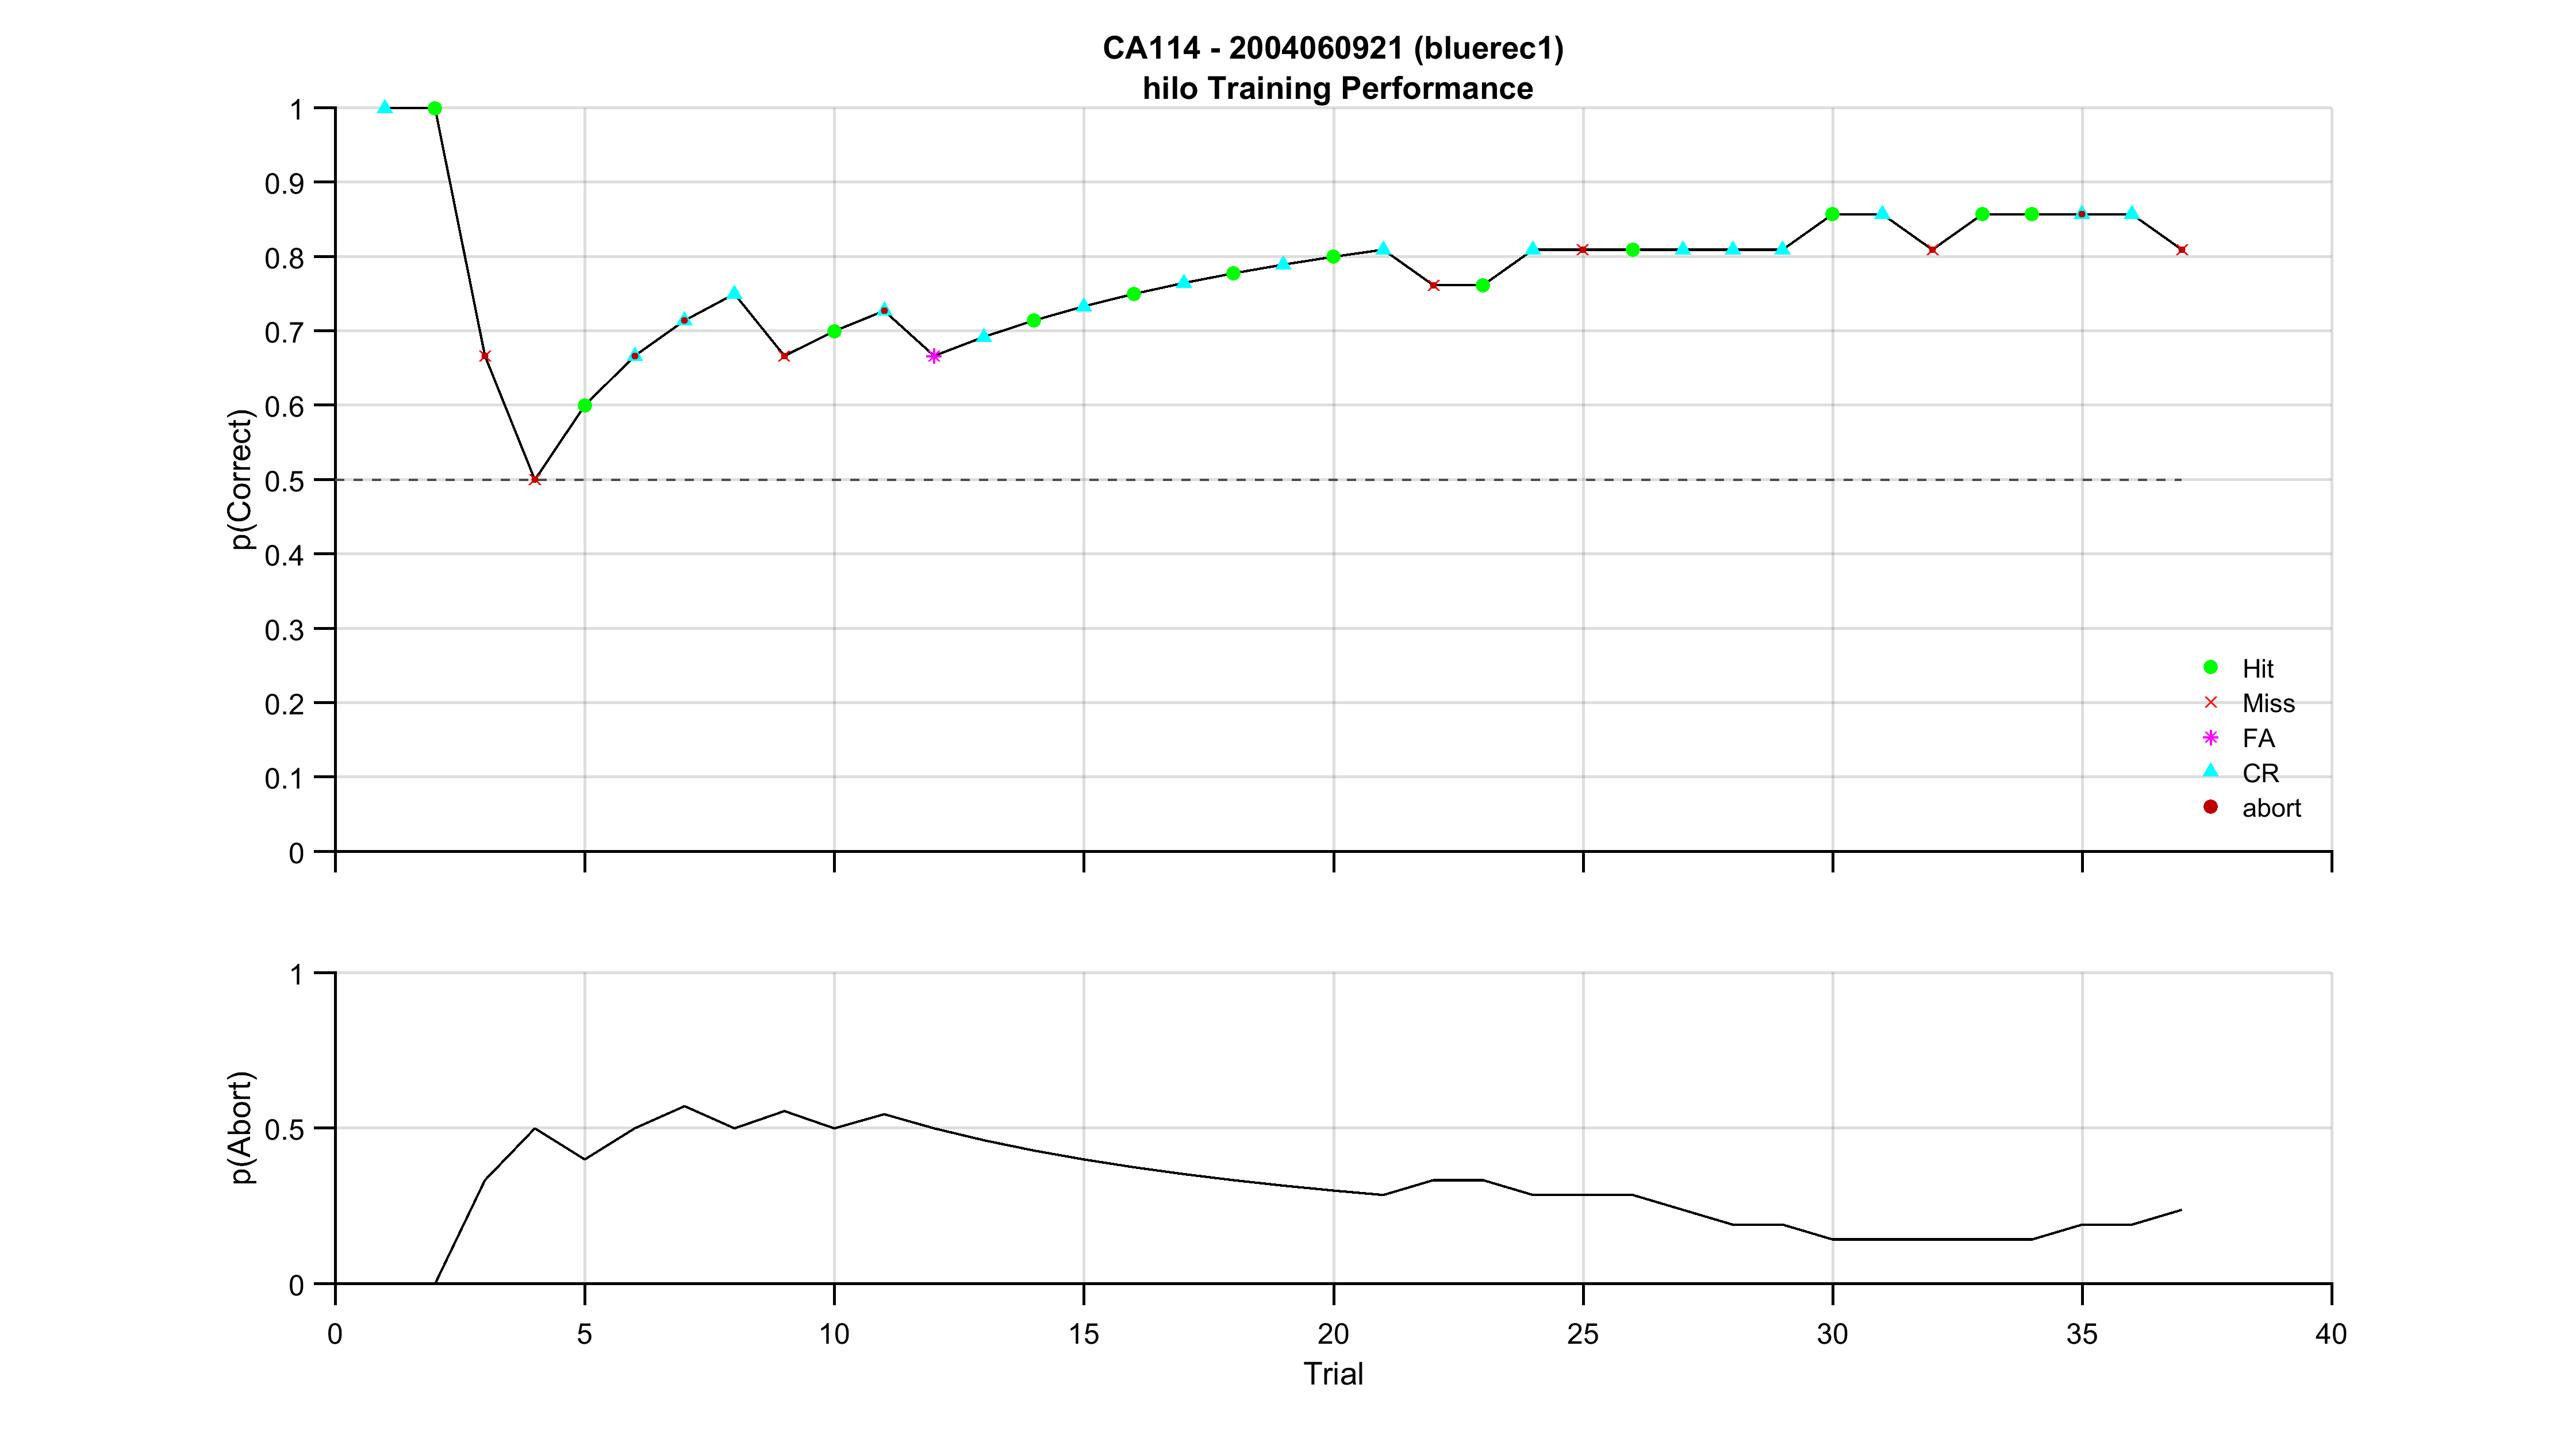 CA114 - 2004060921 (bluerec1)
hilo Training Performance
p(Correct)
1
0.9
0.8
0.7
0.6
0.5
0.4
0.3
0.2
0.1
0
Hit
Miss
FA
CR
abort
p(Abort)
1
0.5
0
0 5 10 15 20 25 30 35 40
Trial